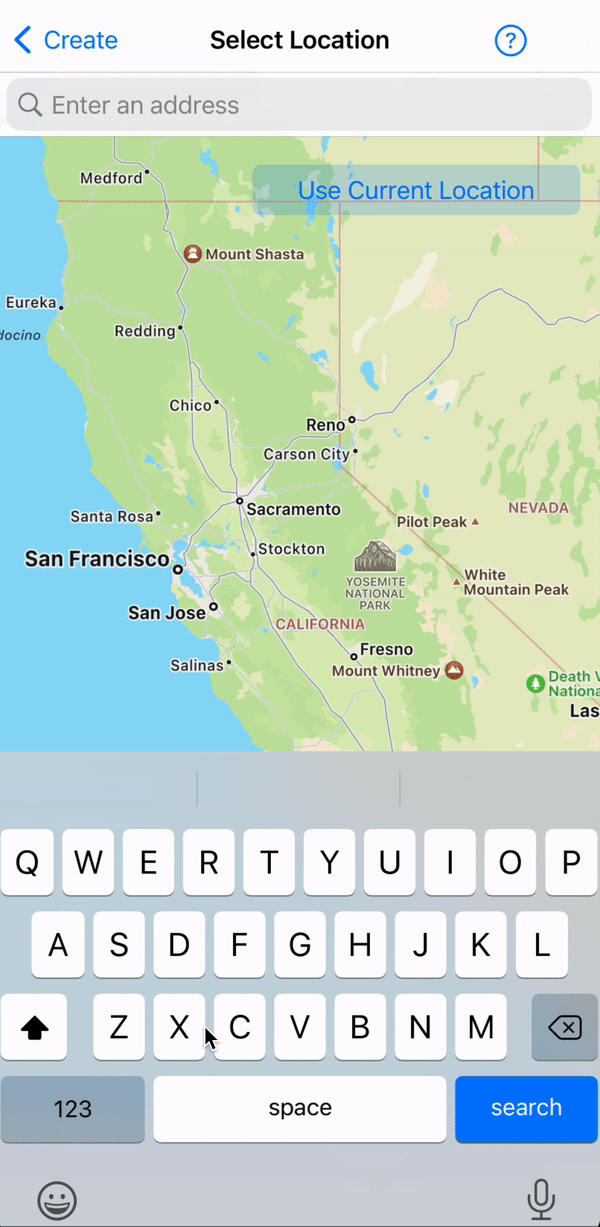 Create
Select Location
?
Enter an address
Use Current Location
Medford
Mount Shasta
Eureka
docino
Redding
Chico
Reno
Carson City
Sacramento
NEVADA
Santa Rosa
Pilot Peak
Stockton
San Francisco
YOSEMITE
NATIONAL
PARK
White
Mountain Peak
San Jose
CALIFORNIA
Fresno
Salinas
Mount Whitney
Death V
Nationa
Las
Q W E R T Y U I O P
A S D F G H J K L
Z X C V B N M
123 space search